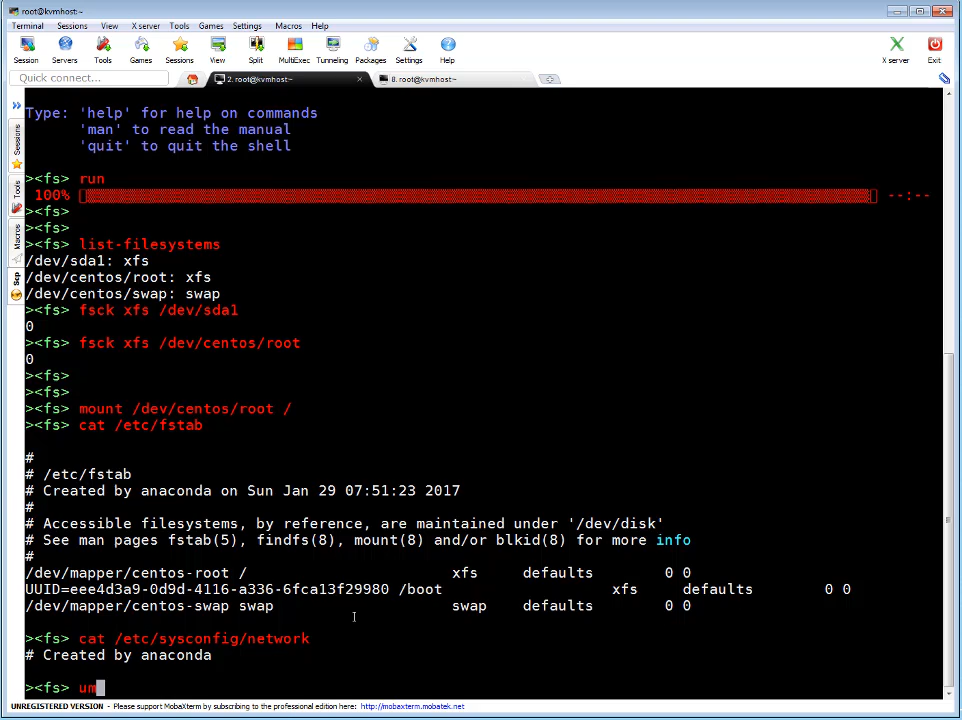 root@kvmhost:~
Terminal Sessions View X server Tools Games Settings Macros Help
Session Servers Tools Games Sessions View Split MultiExec Tunneling Packages Settings Help X server Exit
Quick connect... 2. root@kvmhost:~ 8. root@kvmhost:~
Sessions
Tools
Macros
Scp
Type: 'help' for help on commands
'man' to read the manual
'quit' to quit the shell
><fs> run
100% --:--
><fs>
><fs>
><fs> list-filesystems
/dev/sda1: xfs
/dev/centos/root: xfs
/dev/centos/swap: swap
><fs> fsck xfs /dev/sda1
0
><fs> fsck xfs /dev/centos/root
0
><fs>
><fs>
><fs> mount /dev/centos/root /
><fs> cat /etc/fstab
#
# /etc/fstab
# Created by anaconda on Sun Jan 29 07:51:23 2017
#
# Accessible filesystems, by reference, are maintained under '/dev/disk'
# See man pages fstab(5), findfs(8), mount(8) and/or blkid(8) for more info
#
/dev/mapper/centos-root / xfs defaults 0 0
UUID=eee4d3a9-0d9d-4116-a336-6fca13f29980 /boot xfs defaults 0 0
/dev/mapper/centos-swap swap swap defaults 0 0
><fs> cat /etc/sysconfig/network
# Created by anaconda
><fs> um
UNREGISTERED VERSION - Please support MobaXterm by subscribing to the professional edition here: http://mobaxterm.mobatek.net